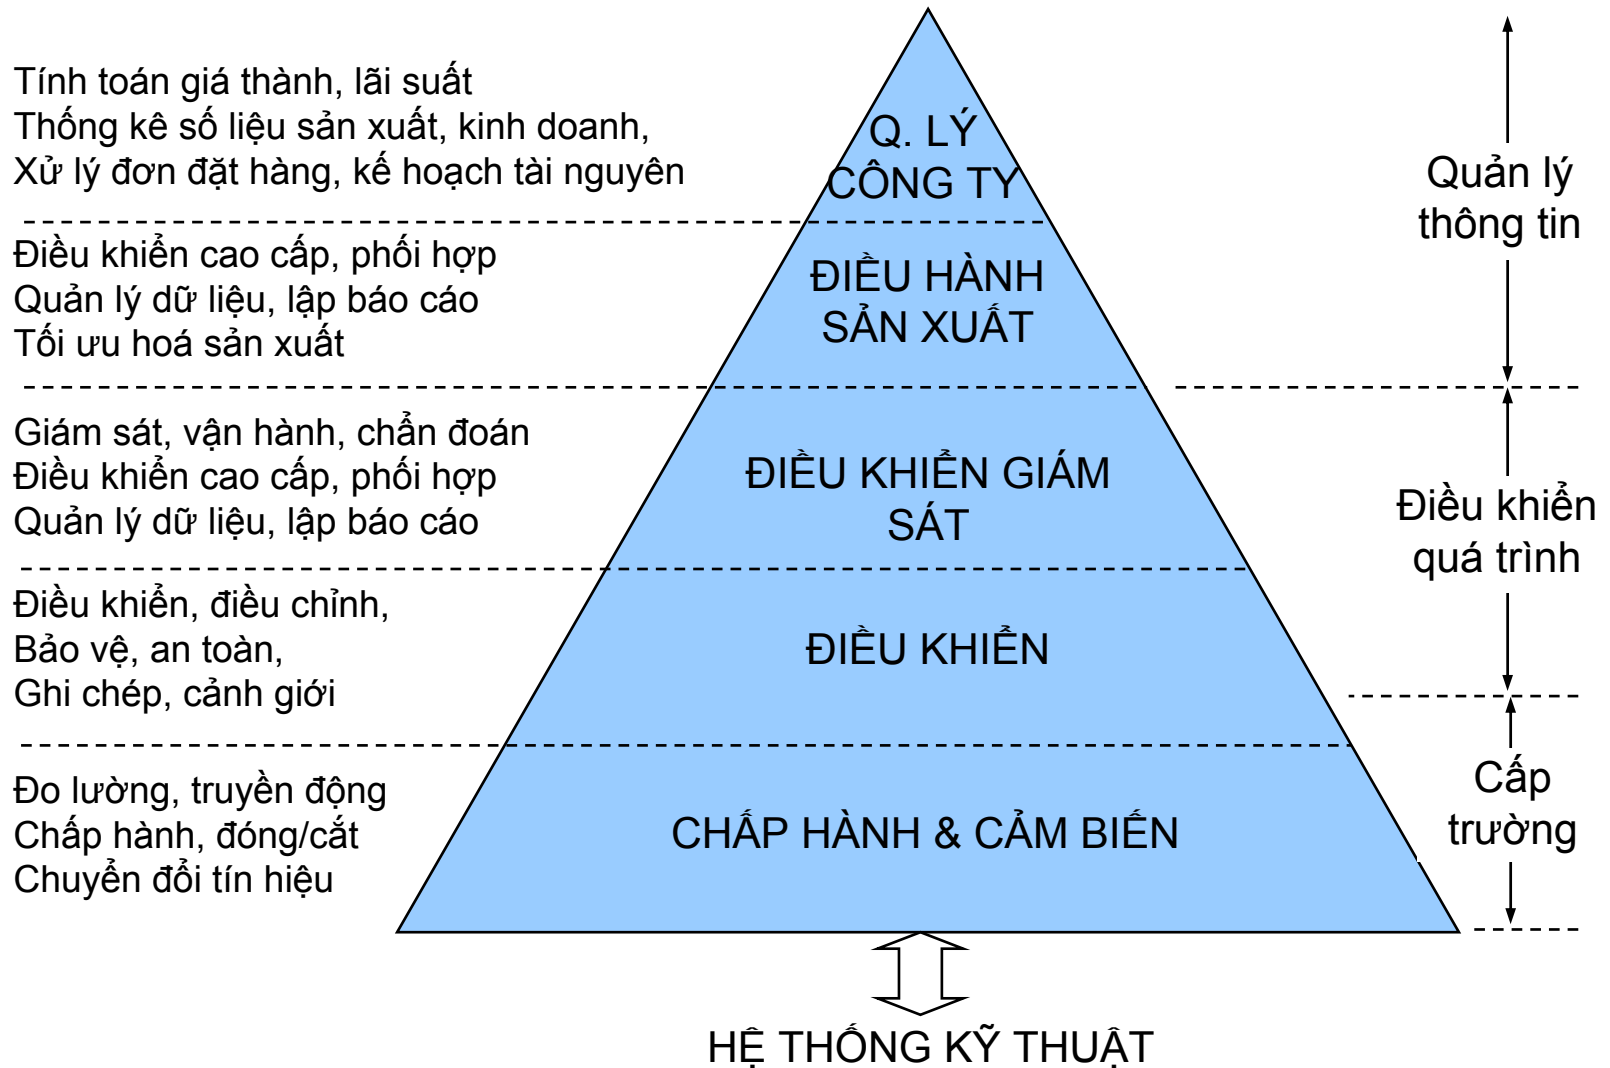 Tính toán giá thành, lãi suất
Thống kê số liệu sản xuất, kinh doanh,
Xử lý đơn đặt hàng, kế hoạch tài nguyên
Q. LÝ
CÔNG TY
Quản lý
thông tin
Điều khiển cao cấp, phối hợp
Quản lý dữ liệu, lập báo cáo
Tối ưu hoá sản xuất
ĐIỀU HÀNH
SẢN XUẤT
Giám sát, vận hành, chẩn đoán
Điều khiển cao cấp, phối hợp
Quản lý dữ liệu, lập báo cáo
ĐIỀU KHIỂN GIÁM
SÁT
Điều khiển
quá trình
Điều khiển, điều chỉnh,
Bảo vệ, an toàn,
Ghi chép, cảnh giới
ĐIỀU KHIỂN
Đo lường, truyền động
Chấp hành, đóng/cắt
Chuyển đổi tín hiệu
CHẤP HÀNH & CẢM BIẾN
Cấp
trường
HỆ THỐNG KỸ THUẬT